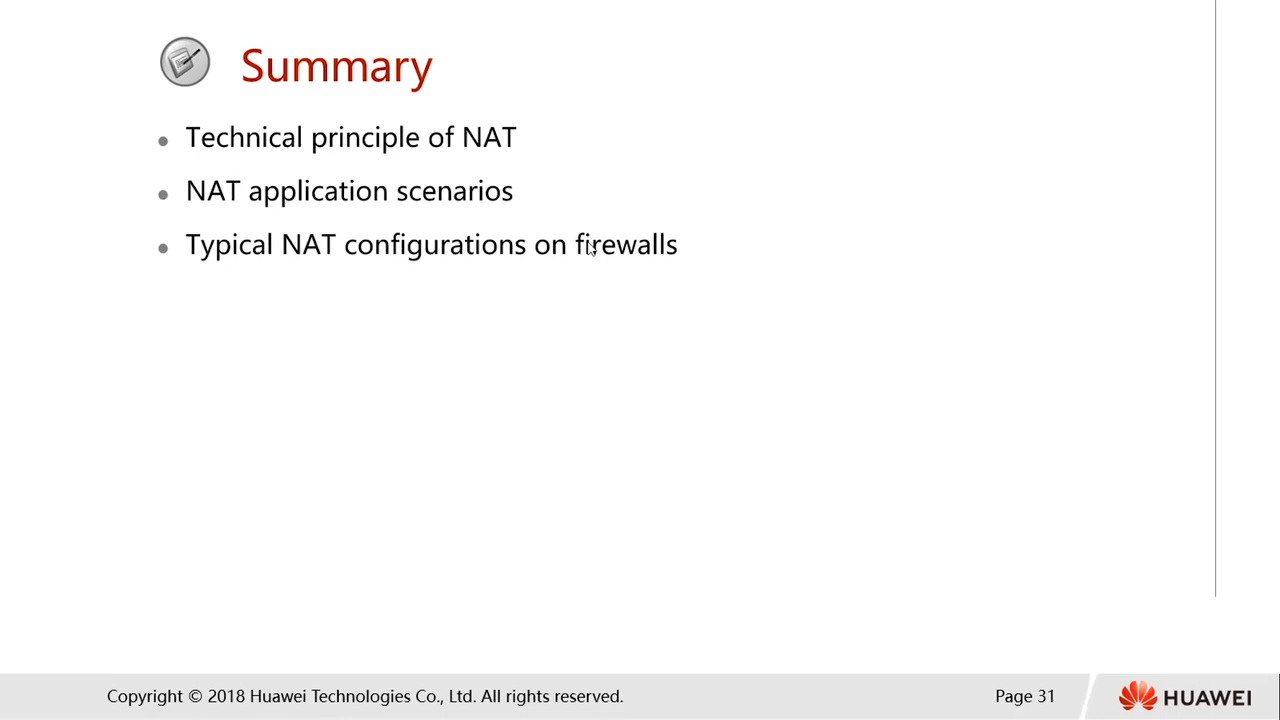 Summary
Technical principle of NAT
NAT application scenarios
Typical NAT configurations on firewalls
Copyright © 2018 Huawei Technologies Co., Ltd. All rights reserved.
Page 31
HUAWEI